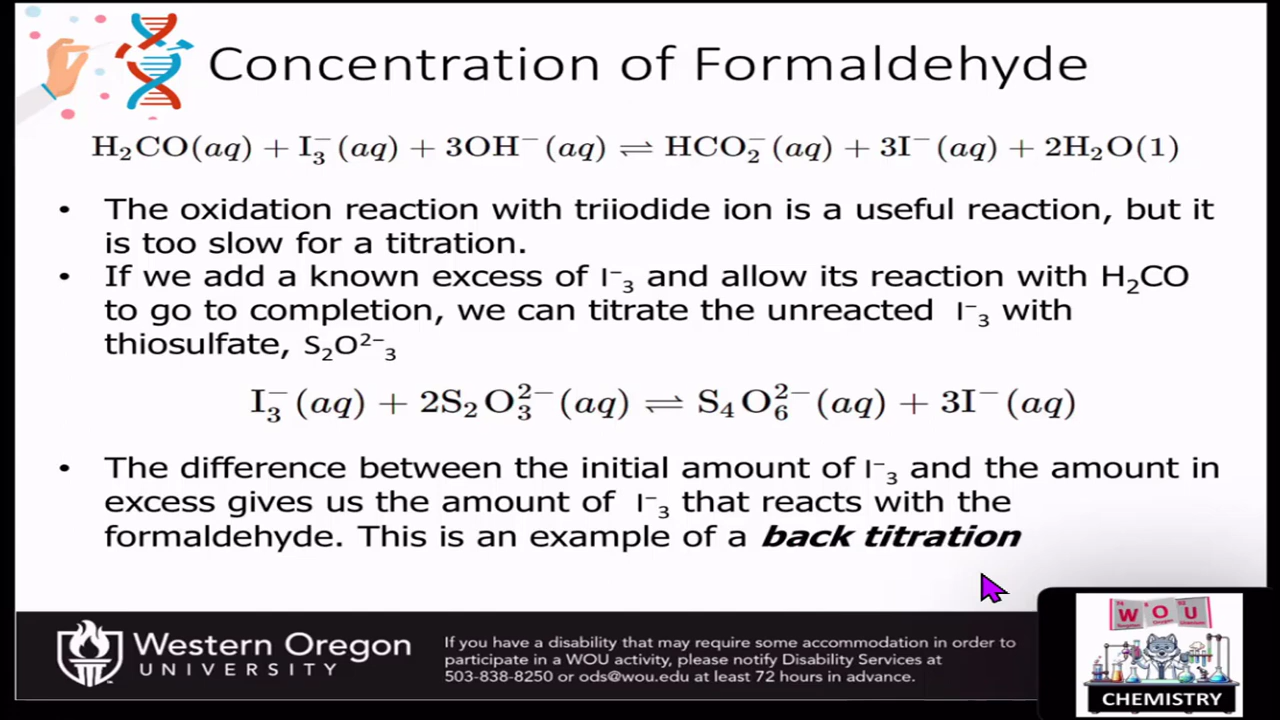 Concentration of Formaldehyde
H₂CO(aq) + I₃⁻(aq) + 3OH⁻(aq) ⇌ HCO₂⁻(aq) + 3I⁻(aq) + 2H₂O(1)
• The oxidation reaction with triiodide ion is a useful reaction, but it
is too slow for a titration.
• If we add a known excess of I⁻₃ and allow its reaction with H₂CO
to go to completion, we can titrate the unreacted I⁻₃ with
thiosulfate, S₂O²⁻₃
I₃⁻(aq) + 2S₂O₃²⁻(aq) ⇌ S₄O₆²⁻(aq) + 3I⁻(aq)
• The difference between the initial amount of I⁻₃ and the amount in
excess gives us the amount of I⁻₃ that reacts with the
formaldehyde. This is an example of a back titration
Western Oregon
UNIVERSITY
If you have a disability that may require some accommodation in order to
participate in a WOU activity, please notify Disability Services at
503-838-8250 or ods@wou.edu at least 72 hours in advance.
W O U
CHEMISTRY